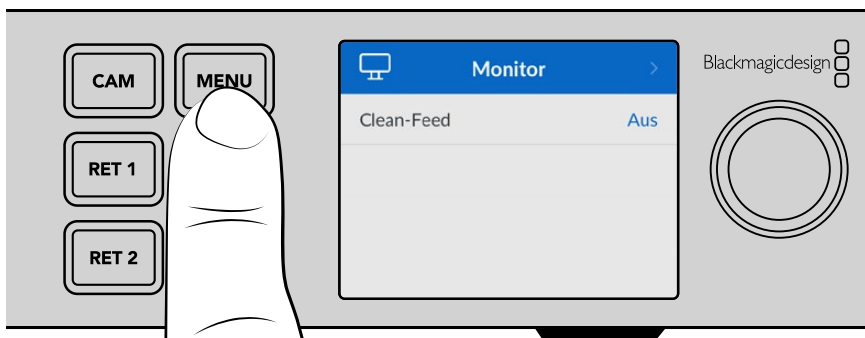 CAM
MENU
RET 1
RET 2
Monitor
Clean-Feed Aus
Blackmagicdesign